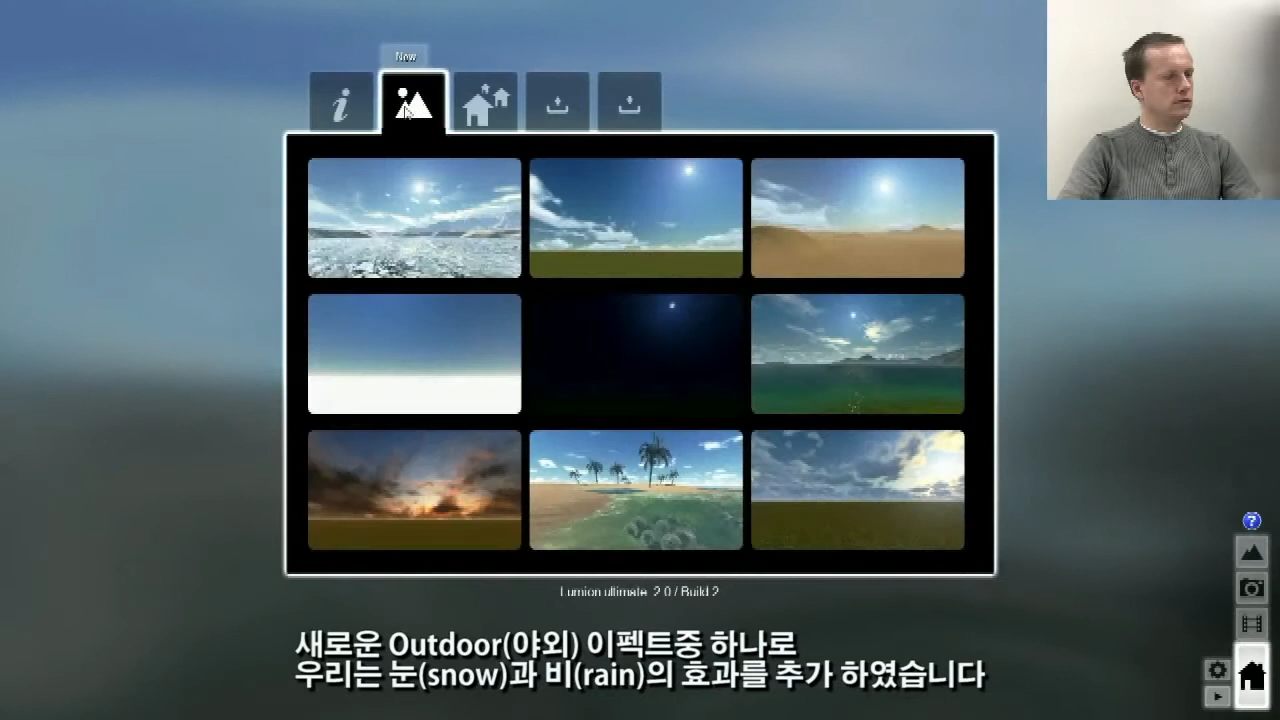 New
Lumion ultimate 2.0 / Build 2
새로운 Outdoor(야외) 이펙트중 하나로
우리는 눈(snow)과 비(rain)의 효과를 추가 하였습니다